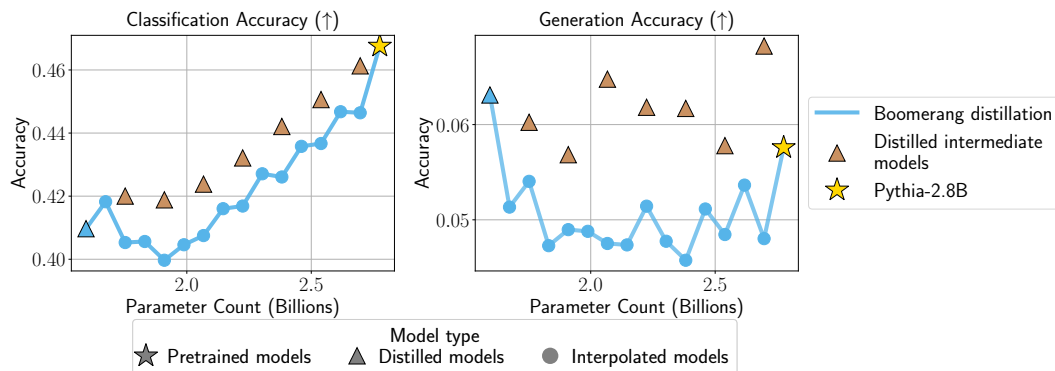 Classification Accuracy (↑)
Generation Accuracy (↑)
Accuracy
0.46
0.44
0.42
0.40
2.0
2.5
Parameter Count (Billions)
Accuracy
0.06
0.05
2.0
2.5
Parameter Count (Billions)
Boomerang distillation
Distilled intermediate
models
Pythia-2.8B
Model type
Pretrained models
Distilled models
Interpolated models